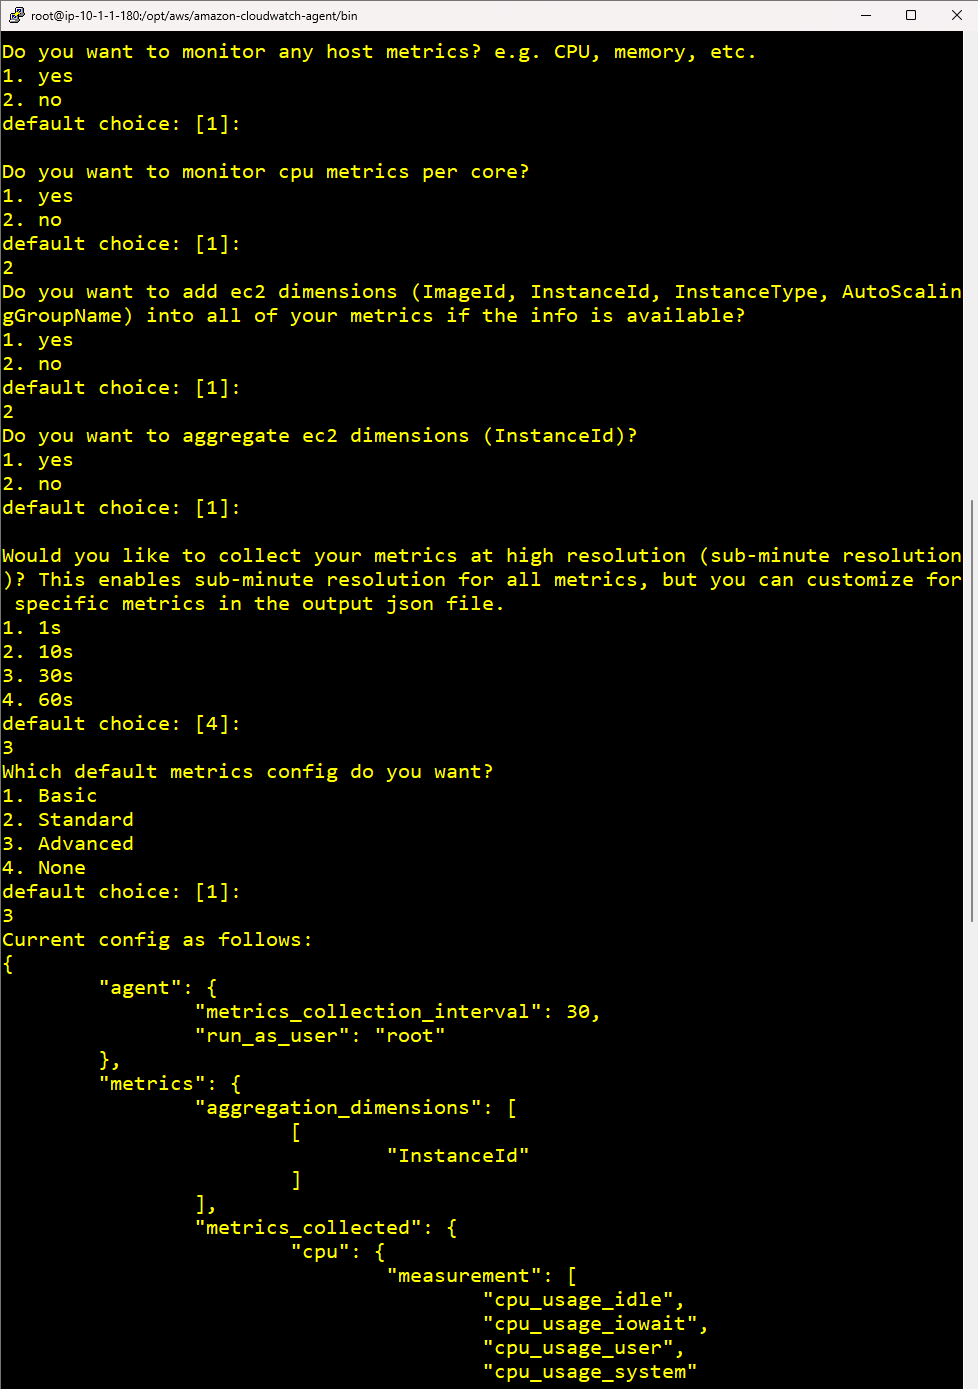 root@ip-10-1-1-180:/opt/aws/amazon-cloudwatch-agent/bin
Do you want to monitor any host metrics? e.g. CPU, memory, etc.
1. yes
2. no
default choice: [1]:
Do you want to monitor cpu metrics per core?
1. yes
2. no
default choice: [1]:
2
Do you want to add ec2 dimensions (ImageId, InstanceId, InstanceType, AutoScalin
gGroupName) into all of your metrics if the info is available?
1. yes
2. no
default choice: [1]:
2
Do you want to aggregate ec2 dimensions (InstanceId)?
1. yes
2. no
default choice: [1]:
Would you like to collect your metrics at high resolution (sub-minute resolution
)? This enables sub-minute resolution for all metrics, but you can customize for
 specific metrics in the output json file.
1. 1s
2. 10s
3. 30s
4. 60s
default choice: [4]:
3
Which default metrics config do you want?
1. Basic
2. Standard
3. Advanced
4. None
default choice: [1]:
3
Current config as follows:
{
        "agent": {
                "metrics_collection_interval": 30,
                "run_as_user": "root"
        },
        "metrics": {
                "aggregation_dimensions": [
                        [
                                "InstanceId"
                        ]
                ],
                "metrics_collected": {
                        "cpu": {
                                "measurement": [
                                        "cpu_usage_idle",
                                        "cpu_usage_iowait",
                                        "cpu_usage_user",
                                        "cpu_usage_system"